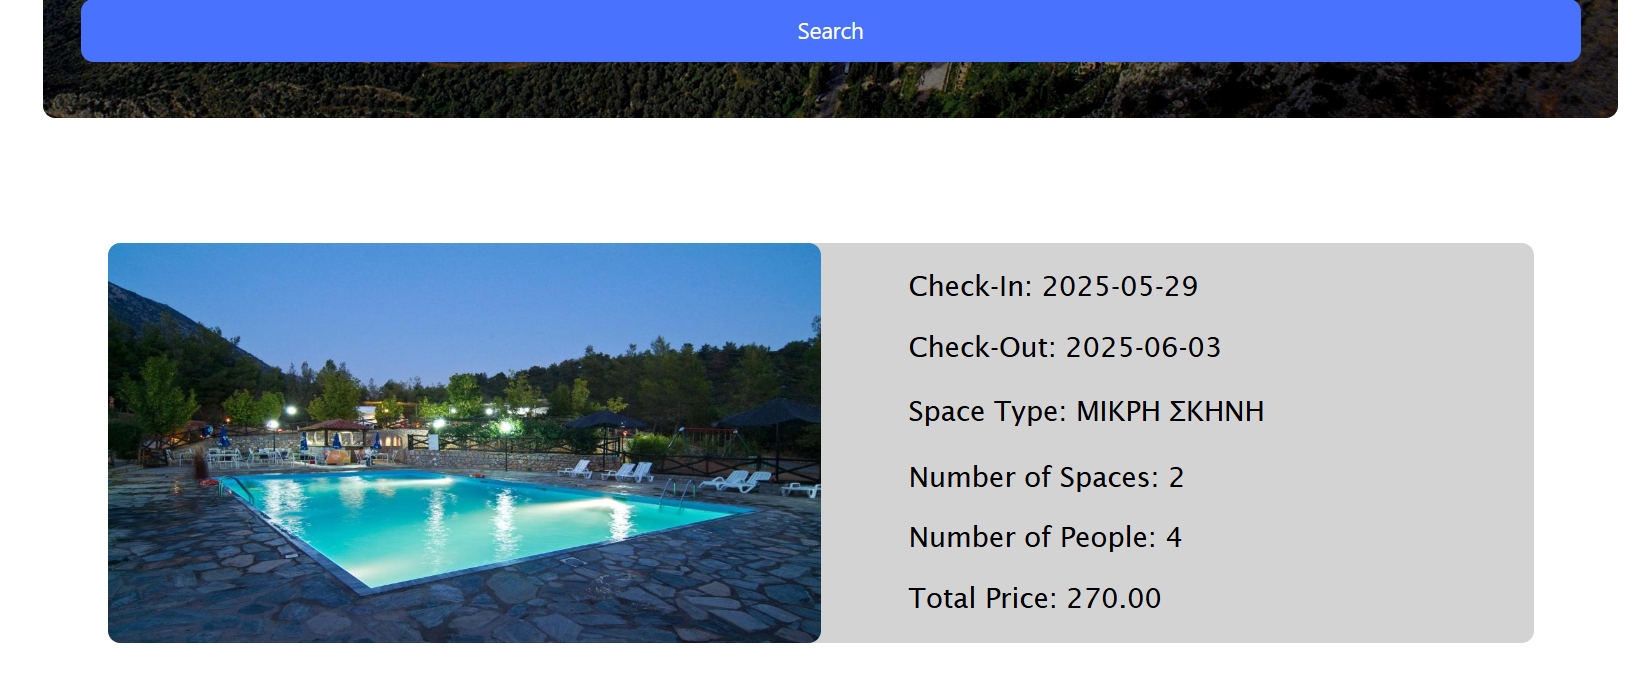 Search
Check-In: 2025-05-29
Check-Out: 2025-06-03
Space Type: ΜΙΚΡΗ ΣΚΗΝΗ
Number of Spaces: 2
Number of People: 4
Total Price: 270.00